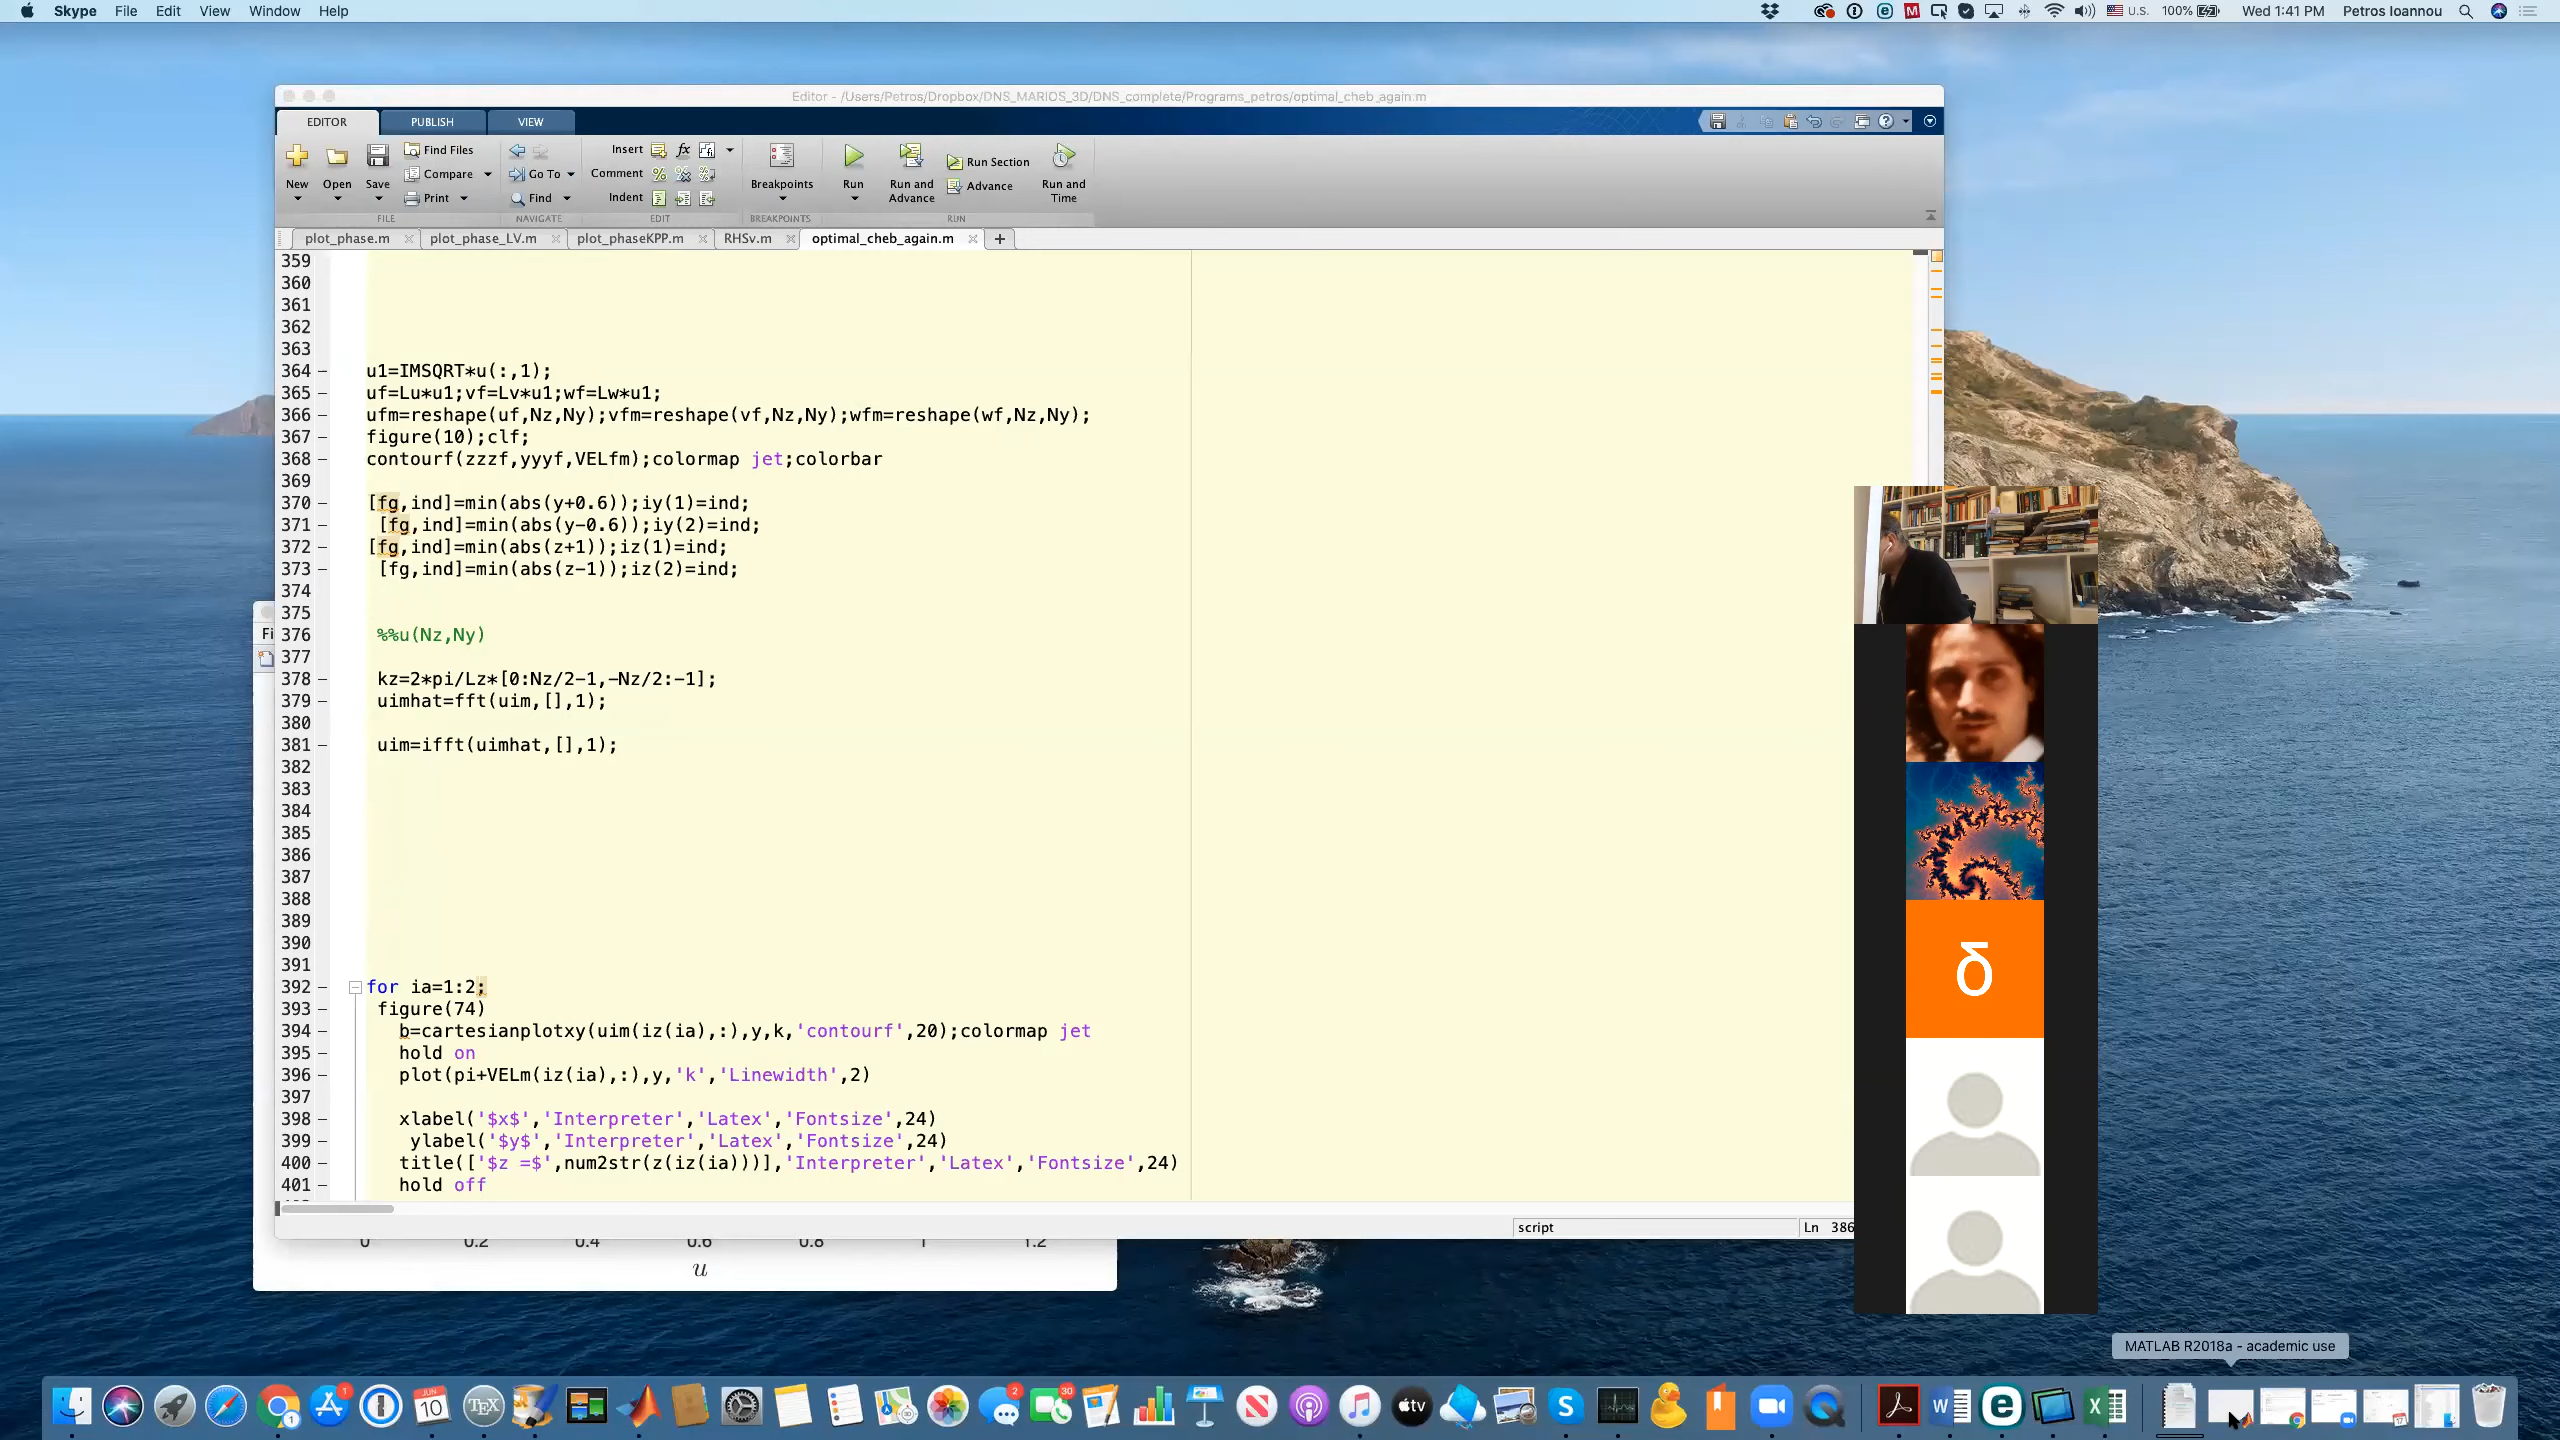 Skype File Edit View Window Help
U.S. 100% Wed 1:41 PM Petros Ioannou
Editor - /Users/Petros/Dropbox/DNS_MARIOS_3D/DNS_complete/Programs_petros/optimal_cheb_again.m
EDITOR PUBLISH VIEW
New Open Save Find Files Compare Print Go To Find Insert Comment Indent Breakpoints Run Run and Advance Run Section Advance Run and Time
FILE NAVIGATE EDIT BREAKPOINTS RUN
plot_phase.m plot_phase_LV.m plot_phaseKPP.m RHSv.m optimal_cheb_again.m
359
360
361
362
363
364 u1=IMSQRT*u(:,1);
365 uf=Lu*u1;vf=Lv*u1;wf=Lw*u1;
366 ufm=reshape(uf,Nz,Ny);vfm=reshape(vf,Nz,Ny);wfm=reshape(wf,Nz,Ny);
367 figure(10);clf;
368 contourf(zzzf,yyyf,VELfm);colormap jet;colorbar
369
370 [fg,ind]=min(abs(y+0.6));iy(1)=ind;
371 [fg,ind]=min(abs(y-0.6));iy(2)=ind;
372 [fg,ind]=min(abs(z+1));iz(1)=ind;
373 [fg,ind]=min(abs(z-1));iz(2)=ind;
374
375
Fi 376 %%u(Nz,Ny)
377
378 kz=2*pi/Lz*[0:Nz/2-1,-Nz/2:-1];
379 uimhat=fft(uim,[],1);
380
381 uim=ifft(uimhat,[],1);
382
383
384
385
386
387
388
389
390
391
392 for ia=1:2;
393 figure(74)
394 b=cartesianplotxy(uim(iz(ia),:),y,k,'contourf',20);colormap jet
395 hold on
396 plot(pi+VELm(iz(ia),:),y,'k','Linewidth',2)
397
398 xlabel('$x$','Interpreter','Latex','Fontsize',24)
399 ylabel('$y$','Interpreter','Latex','Fontsize',24)
400 title(['$z =$',num2str(z(iz(ia)))],'Interpreter','Latex','Fontsize',24)
401 hold off
script Ln 386
0 0.2 0.4 0.6 0.8 1 1.2
u
δ
MATLAB R2018a - academic use
1 JUN 10 TEX 2 30 tv S W X 17